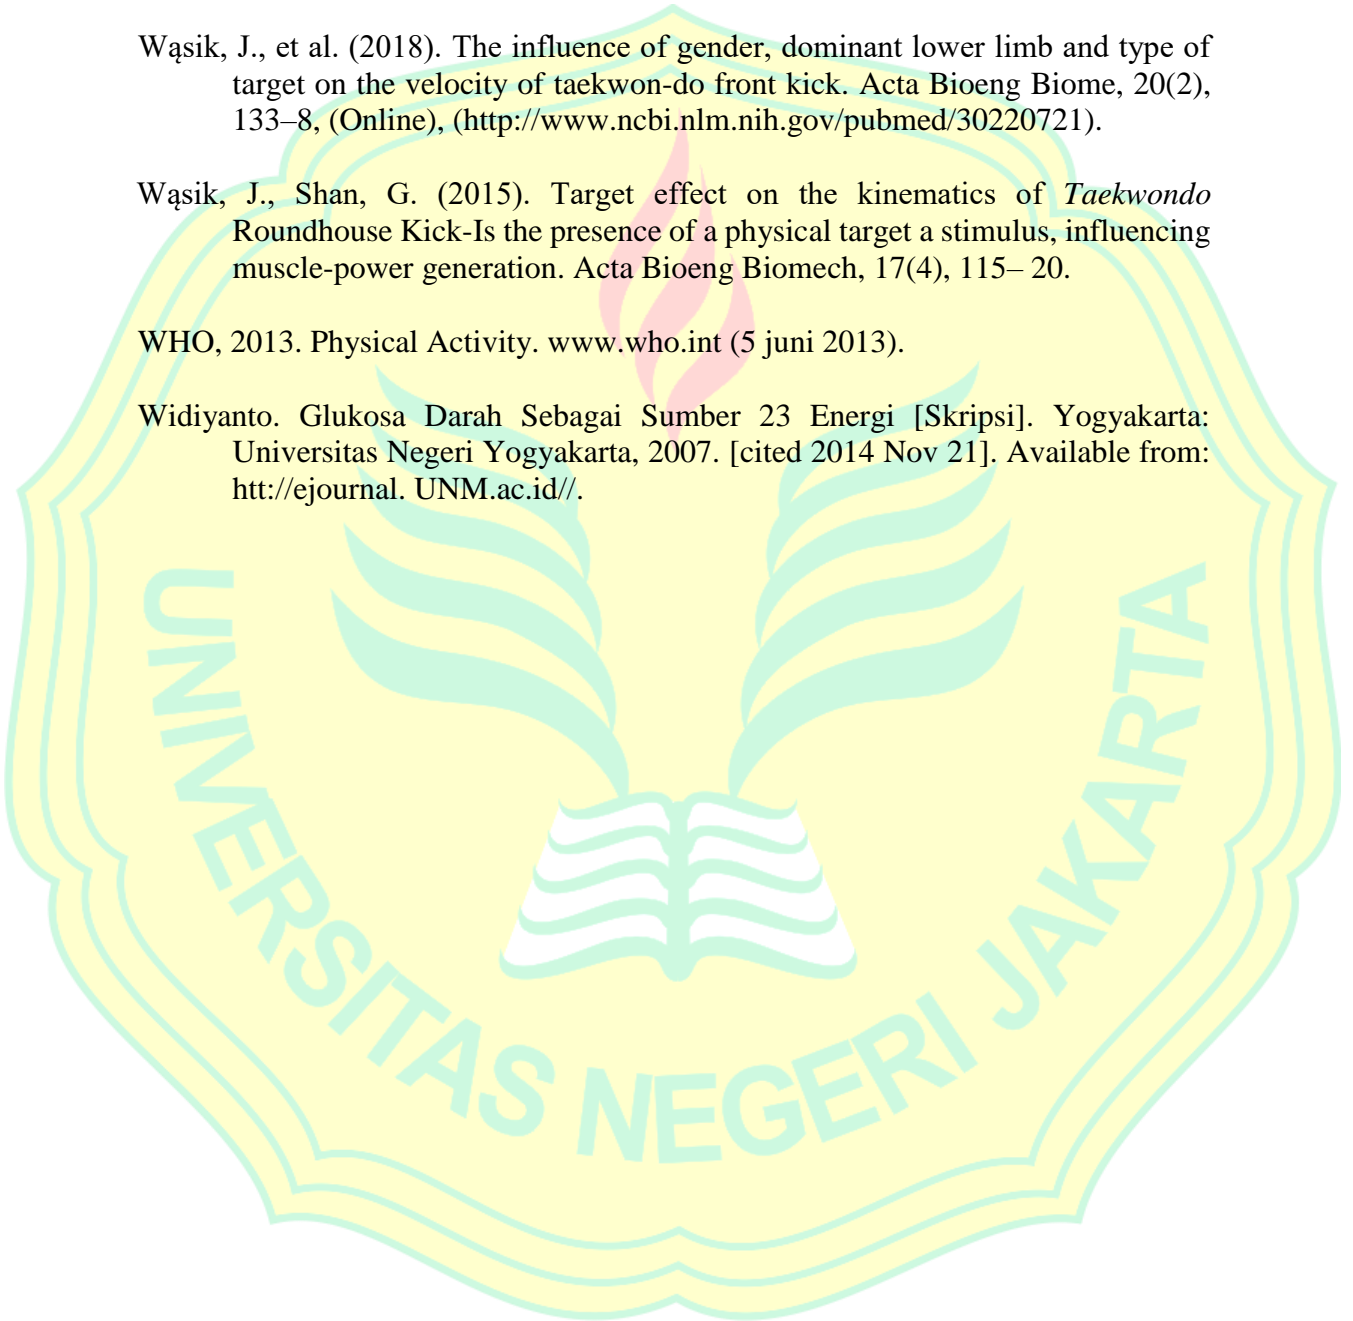 Wąsik, J., et al. (2018). The influence of gender, dominant lower limb and type of
target on the velocity of taekwon-do front kick. Acta Bioeng Biome, 20(2),
133–8, (Online), (http://www.ncbi.nlm.nih.gov/pubmed/30220721).
Wąsik, J., Shan, G. (2015). Target effect on the kinematics of Taekwondo
Roundhouse Kick-Is the presence of a physical target a stimulus, influencing
muscle-power generation. Acta Bioeng Biomech, 17(4), 115– 20.
WHO, 2013. Physical Activity. www.who.int (5 juni 2013).
Widiyanto. Glukosa Darah Sebagai Sumber 23 Energi [Skripsi]. Yogyakarta:
Universitas Negeri Yogyakarta, 2007. [cited 2014 Nov 21]. Available from:
htt://ejournal. UNM.ac.id//.
UNIVERSITAS NEGERI JAKARTA